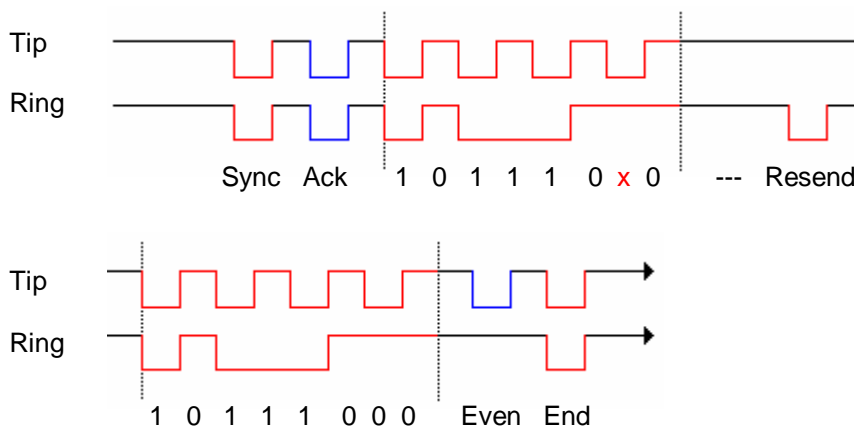 Tip
Ring
Sync Ack 1 0 1 1 1 0 x 0 --- Resend
Tip
Ring
1 0 1 1 1 0 0 0 Even End